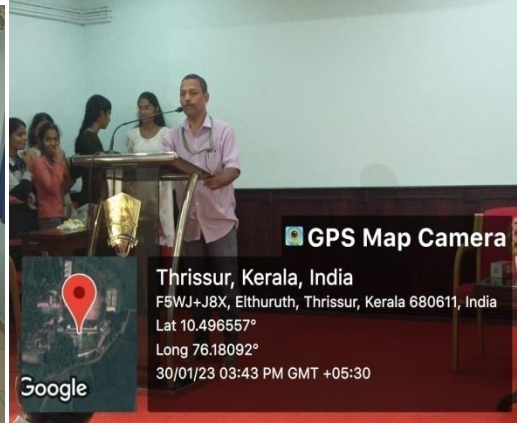 GPS Map Camera
Thrissur, Kerala, India
F5WJ+J8X, Elthuruth, Thrissur, Kerala 680611, India
Lat 10.496557°
Long 76.18092°
30/01/23 03:43 PM GMT +05:30
Google